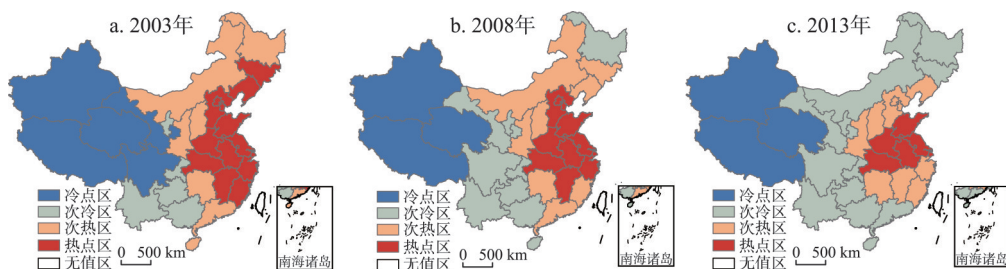 a. 2003年
冷点区
次冷区
次热区
热点区
无值区
0 500 km
南海诸岛
b. 2008年
冷点区
次冷区
次热区
热点区
无值区
0 500 km
南海诸岛
c. 2013年
冷点区
次冷区
次热区
热点区
无值区
0 500 km
南海诸岛